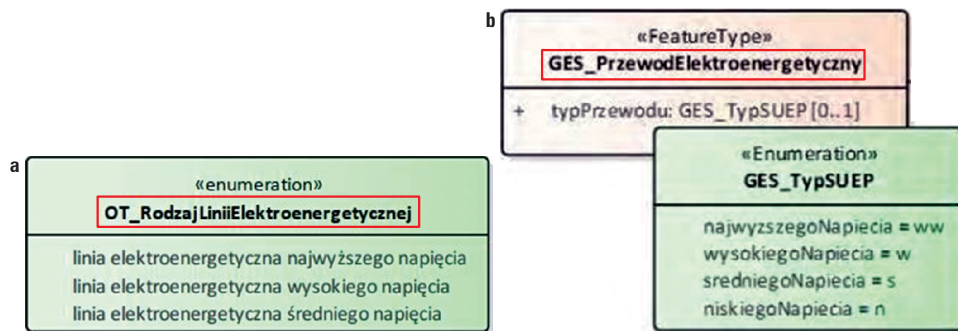 a
«enumeration»
OT_RodzajLiniiElektroenergetycznej
linia elektroenergetyczna najwyższego napięcia
linia elektroenergetyczna wysokiego napięcia
linia elektroenergetyczna średniego napięcia
b
«FeatureType»
GES_PrzewodElektroenergetyczny
+ typPrzewodu: GES_TypSUEP [0..1]
«Enumeration»
GES_TypSUEP
najwyzszegoNapiecia = ww
wysokiegoNapiecia = w
sredniegoNapiecia = s
niskiegoNapiecia = n